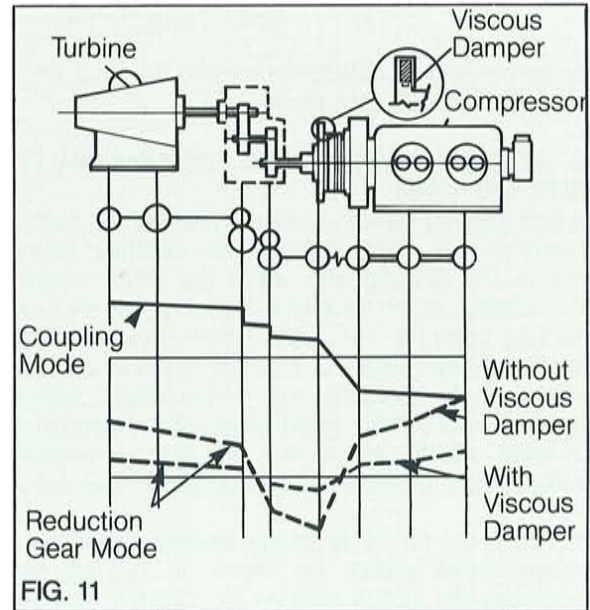 Viscous
Damper
Turbine
Compressor
Coupling
Mode
Without
Viscous
Damper
With
Viscous
Damper
Reduction
Gear Mode
FIG. 11